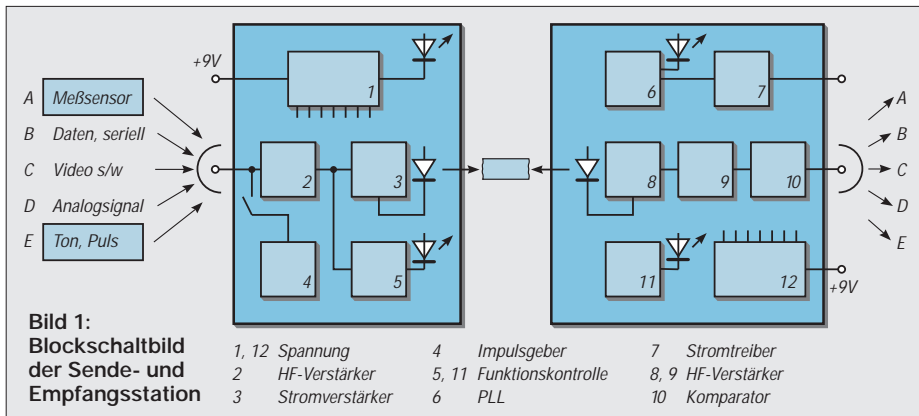 +9V
1
6
7
A Meßsensor
B Daten, seriell
C Video s/w
D Analogsignal
E Ton, Puls
2
3
4
5
8
9
10
11
12
A
B
C
D
E
+9V
Bild 1:
Blockschaltbild
der Sende- und
Empfangsstation
1, 12 Spannung
2 HF-Verstärker
3 Stromverstärker
4 Impulsgeber
5, 11 Funktionskontrolle
6 PLL
7 Stromtreiber
8, 9 HF-Verstärker
10 Komparator